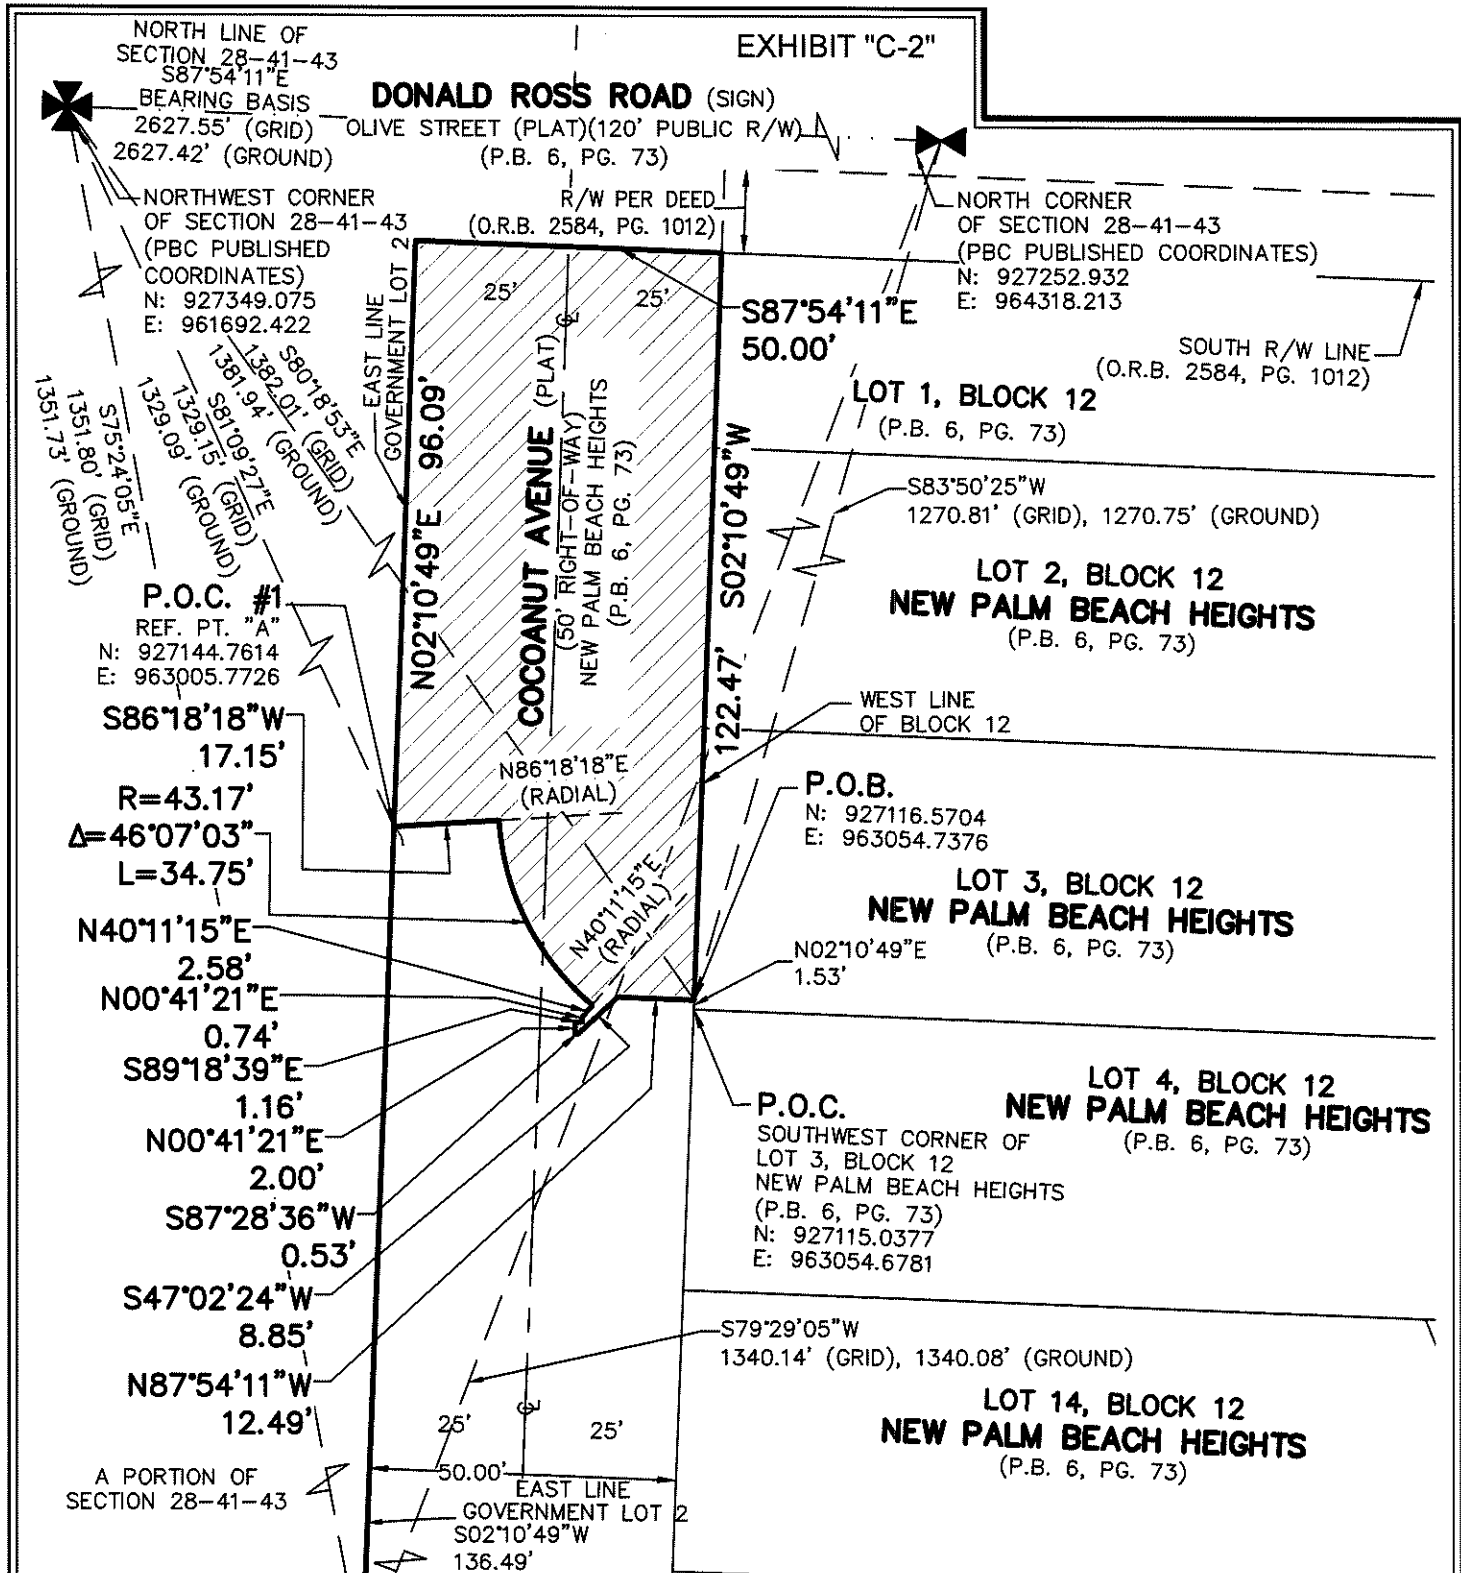 EXHIBIT "C-2"
NORTH LINE OF
SECTION 28-41-43
S87°54'11"E
BEARING BASIS
2627.55' (GRID)
2627.42' (GROUND)
DONALD ROSS ROAD (SIGN)
OLIVE STREET (PLAT)(120' PUBLIC R/W)
(P.B. 6, PG. 73)
NORTHWEST CORNER
OF SECTION 28-41-43
(PBC PUBLISHED
COORDINATES)
N: 927349.075
E: 961692.422
R/W PER DEED
(O.R.B. 2584, PG. 1012)
NORTH CORNER
OF SECTION 28-41-43
(PBC PUBLISHED COORDINATES)
N: 927252.932
E: 964318.213
SOUTH R/W LINE
(O.R.B. 2584, PG. 1012)
25'
25'
S87°54'11"E
50.00'
EAST LINE
GOVERNMENT LOT 2
N02°10'49"E 96.09'
COCOANUT AVENUE (PLAT)
(50' RIGHT-OF-WAY)
NEW PALM BEACH HEIGHTS
(P.B. 6, PG. 73)
S02°10'49"W
122.47'
S80°18'53"E
1382.01' (GRID)
1381.94' (GROUND)
S81°09'27"E
1329.15' (GRID)
1329.09' (GROUND)
S75°24'05"E
1351.80' (GRID)
1351.73' (GROUND)
LOT 1, BLOCK 12
(P.B. 6, PG. 73)
S83°50'25"W
1270.81' (GRID), 1270.75' (GROUND)
LOT 2, BLOCK 12
NEW PALM BEACH HEIGHTS
(P.B. 6, PG. 73)
P.O.C. #1
REF. PT. "A"
N: 927144.7614
E: 963005.7726
S86°18'18"W
17.15'
R=43.17'
Δ=46°07'03"
L=34.75'
N40°11'15"E
2.58'
N00°41'21"E
0.74'
S89°18'39"E
1.16'
N00°41'21"E
2.00'
S87°28'36"W
0.53'
S47°02'24"W
8.85'
N87°54'11"W
12.49'
N86°18'18"E
(RADIAL)
N40°11'15"E
(RADIAL)
WEST LINE
OF BLOCK 12
P.O.B.
N: 927116.5704
E: 963054.7376
LOT 3, BLOCK 12
NEW PALM BEACH HEIGHTS
(P.B. 6, PG. 73)
N02°10'49"E
1.53'
P.O.C.
SOUTHWEST CORNER OF
LOT 3, BLOCK 12
NEW PALM BEACH HEIGHTS
(P.B. 6, PG. 73)
N: 927115.0377
E: 963054.6781
LOT 4, BLOCK 12
NEW PALM BEACH HEIGHTS
(P.B. 6, PG. 73)
S79°29'05"W
1340.14' (GRID), 1340.08' (GROUND)
LOT 14, BLOCK 12
NEW PALM BEACH HEIGHTS
(P.B. 6, PG. 73)
25'
25'
50.00'
A PORTION OF
SECTION 28-41-43
EAST LINE
GOVERNMENT LOT 2
S02°10'49"W
136.49'